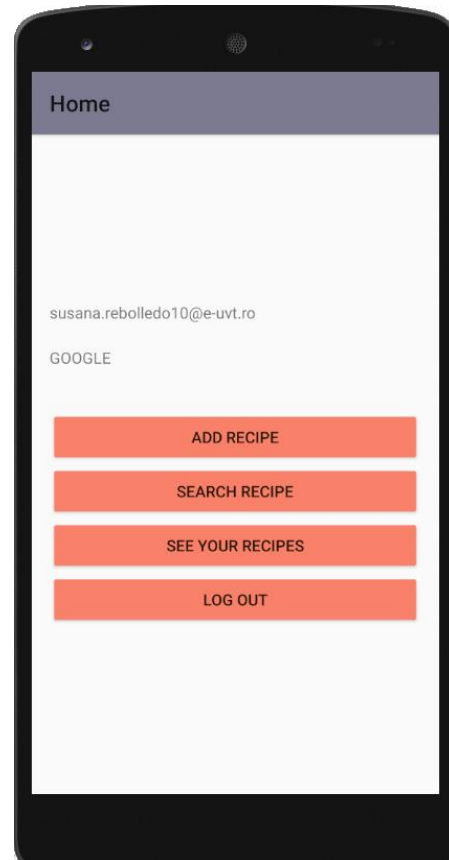 Home
susana.rebolledo10@e-uvt.ro
GOOGLE
ADD RECIPE
SEARCH RECIPE
SEE YOUR RECIPES
LOG OUT